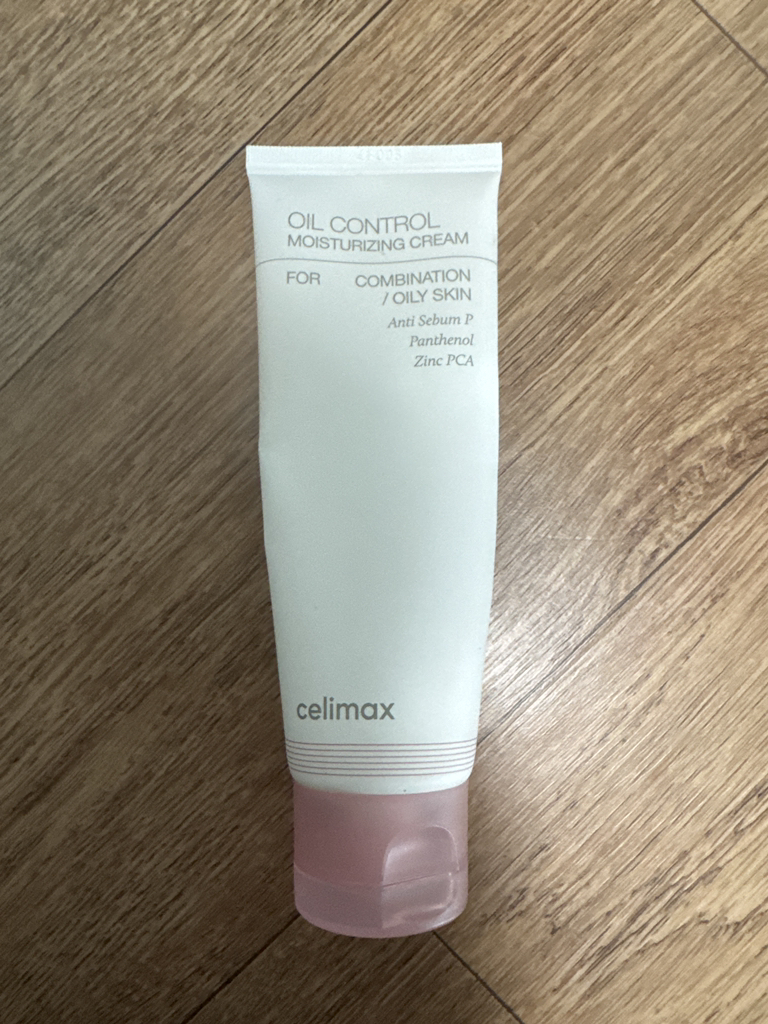 OIL CONTROL
MOISTURIZING CREAM
FOR COMBINATION
/ OILY SKIN
Anti Sebum P
Panthenol
Zinc PCA
celimax